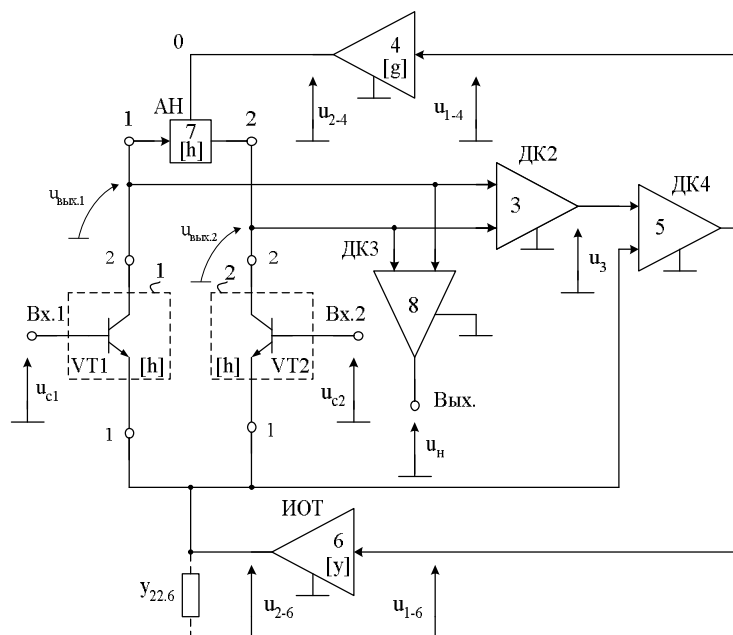 0
4
[g]
u2-4
u1-4
АН
1
7
[h]
2
ДК2
3
ДК4
5
uвых.1
uвых.2
u3
2
1
2
2
ДК3
8
Вх.1
VT1
[h]
[h]
VT2
Вх.2
uc1
uc2
Вых.
uн
1
1
ИОТ
6
[y]
y22.6
u2-6
u1-6